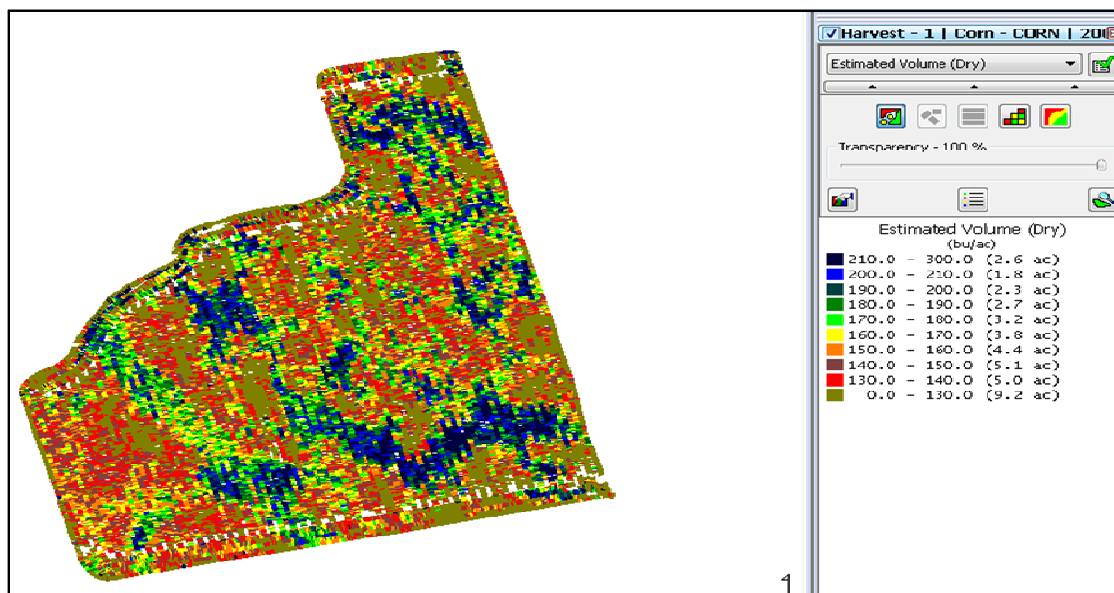 Harvest - 1 | Corn - CORN | 200
Estimated Volume (Dry)
Transparency - 100 %
Estimated Volume (Dry)
(bu/ac)
210.0 - 300.0 (2.6 ac)
200.0 - 210.0 (1.8 ac)
190.0 - 200.0 (2.3 ac)
180.0 - 190.0 (2.7 ac)
170.0 - 180.0 (3.2 ac)
160.0 - 170.0 (3.8 ac)
150.0 - 160.0 (4.4 ac)
140.0 - 150.0 (5.1 ac)
130.0 - 140.0 (5.0 ac)
0.0 - 130.0 (9.2 ac)
4